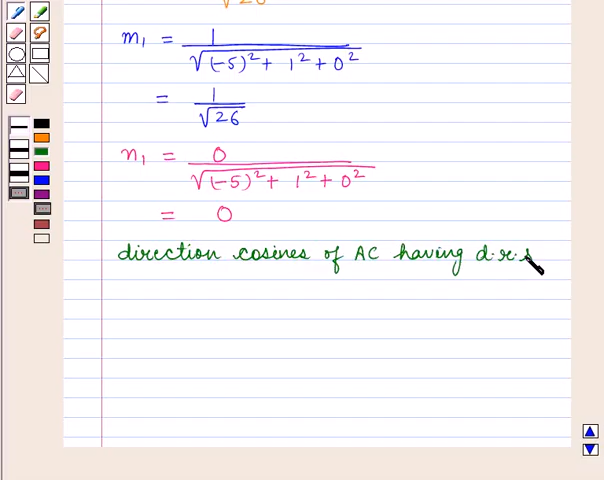 √26
m₁ = 1 / √(-5)² + 1² + 0²
= 1 / √26
n₁ = 0 / √(-5)² + 1² + 0²
= 0
direction cosines of AC having d.r.s